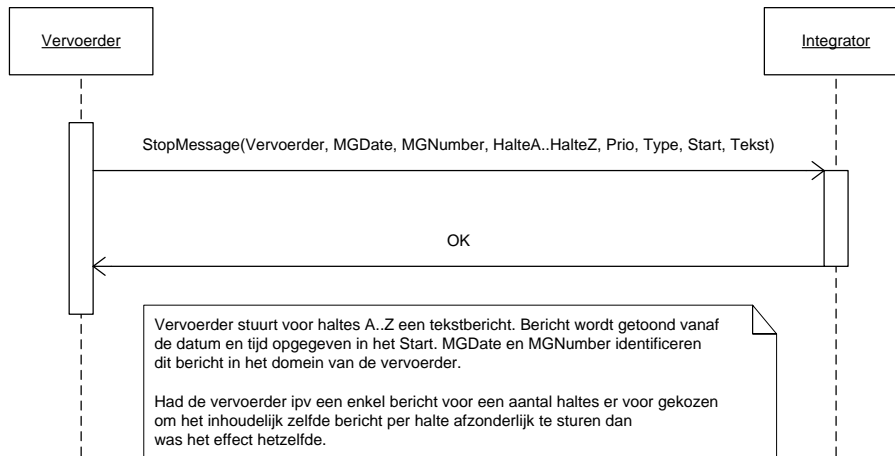 Vervoerder
Integrator
StopMessage(Vervoerder, MGDate, MGNumber, HalteA..HalteZ, Prio, Type, Start, Tekst)
OK
Vervoerder stuurt voor haltes A..Z een tekstbericht. Bericht wordt getoond vanaf
de datum en tijd opgegeven in het Start. MGDate en MGNumber identificeren
dit bericht in het domein van de vervoerder.
Had de vervoerder ipv een enkel bericht voor een aantal haltes er voor gekozen
om het inhoudelijk zelfde bericht per halte afzonderlijk te sturen dan
was het effect hetzelfde.